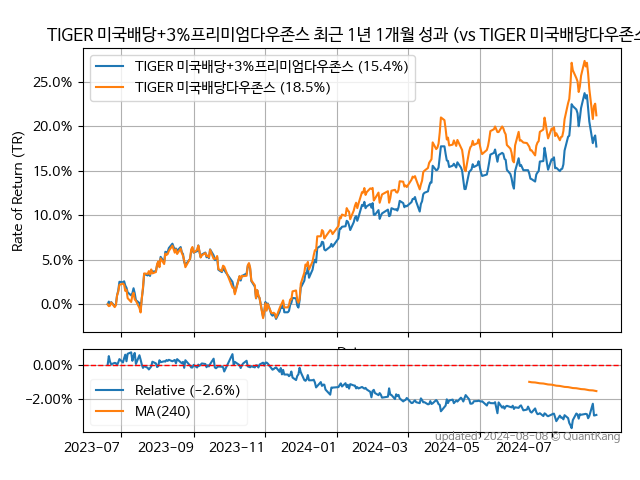 TIGER 미국배당+3%프리미엄다우존스 최근 1년 1개월 성과 (vs TIGER 미국배당다우존스
TIGER 미국배당+3%프리미엄다우존스 (15.4%)
TIGER 미국배당다우존스 (18.5%)
Rate of Return (TR)
25.0%
20.0%
15.0%
10.0%
5.0%
0.0%
0.00%
−2.00%
Relative (−2.6%)
MA(240)
updated: 2024-08-08 © QuantKang
2023-07 2023-09 2023-11 2024-01 2024-03 2024-05 2024-07